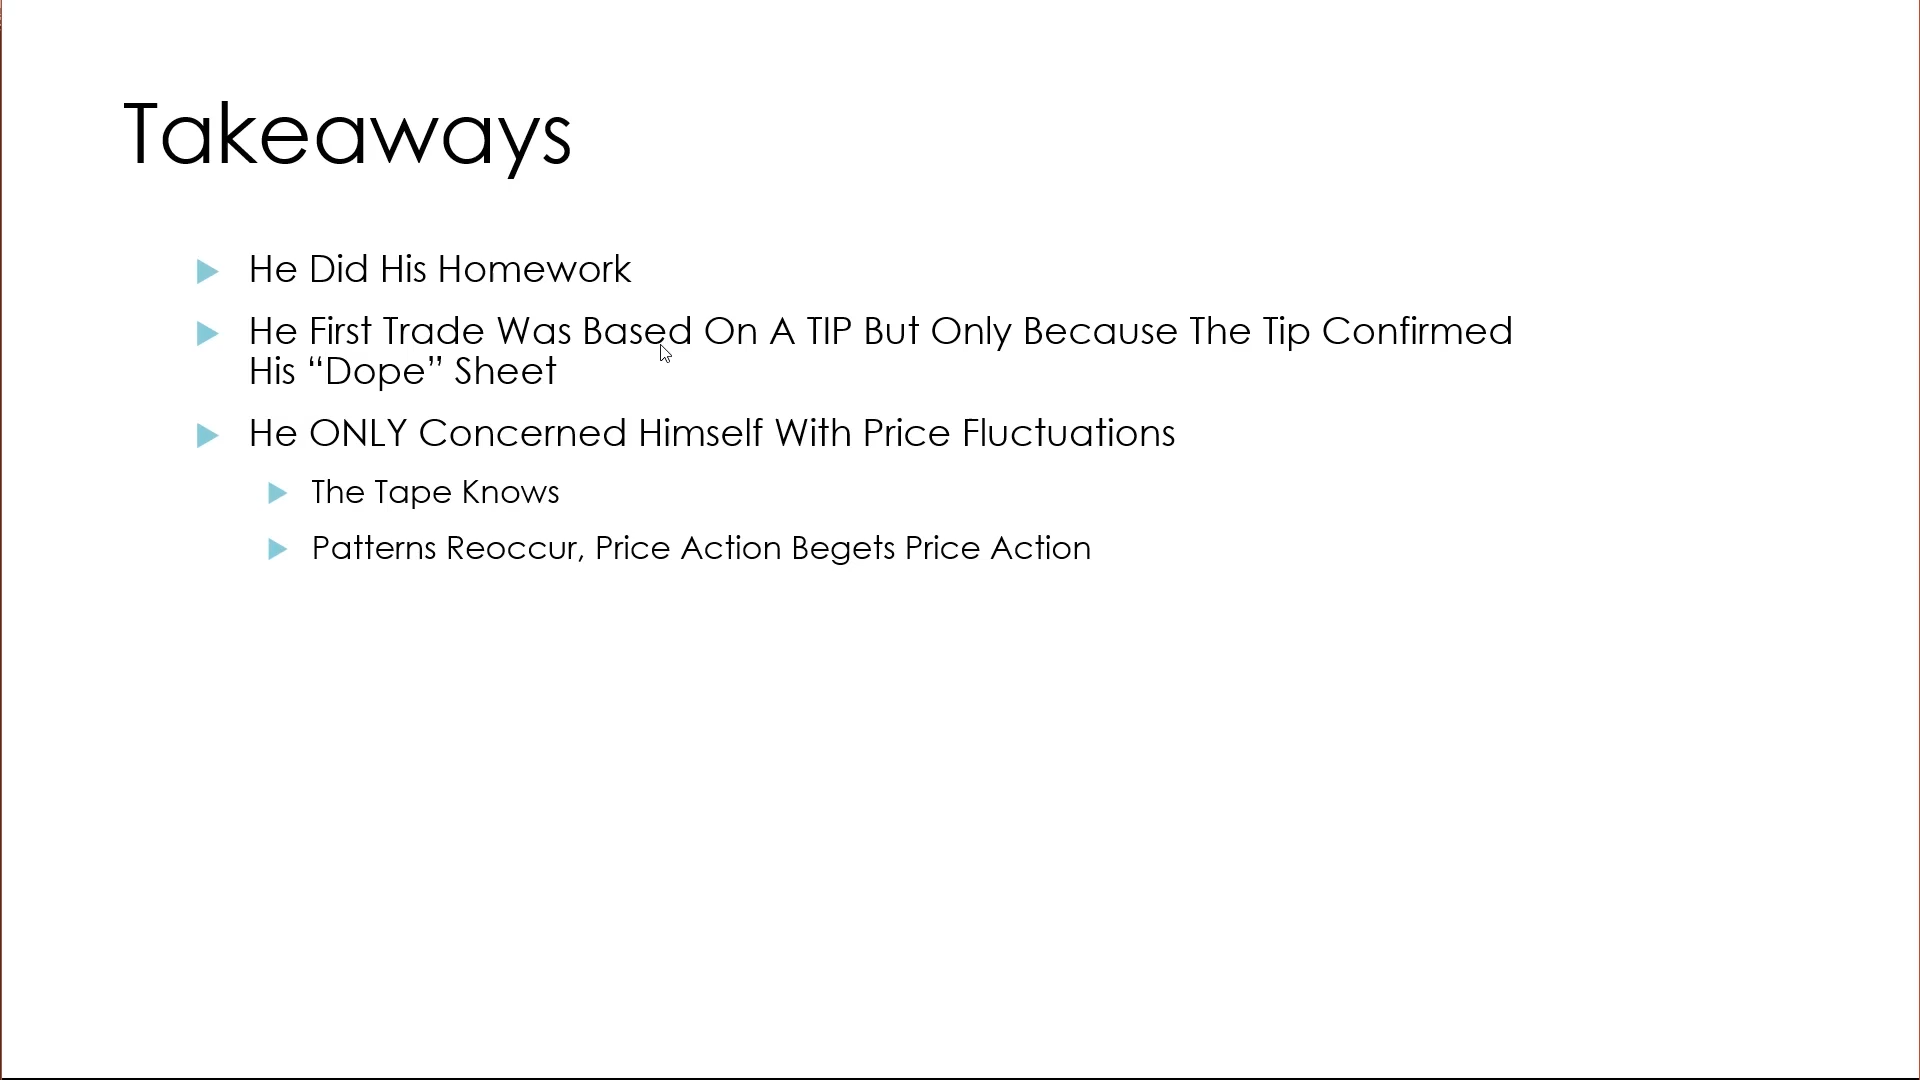 Takeaways
He Did His Homework
He First Trade Was Based On A TIP But Only Because The Tip Confirmed
His “Dope” Sheet
He ONLY Concerned Himself With Price Fluctuations
The Tape Knows
Patterns Reoccur, Price Action Begets Price Action